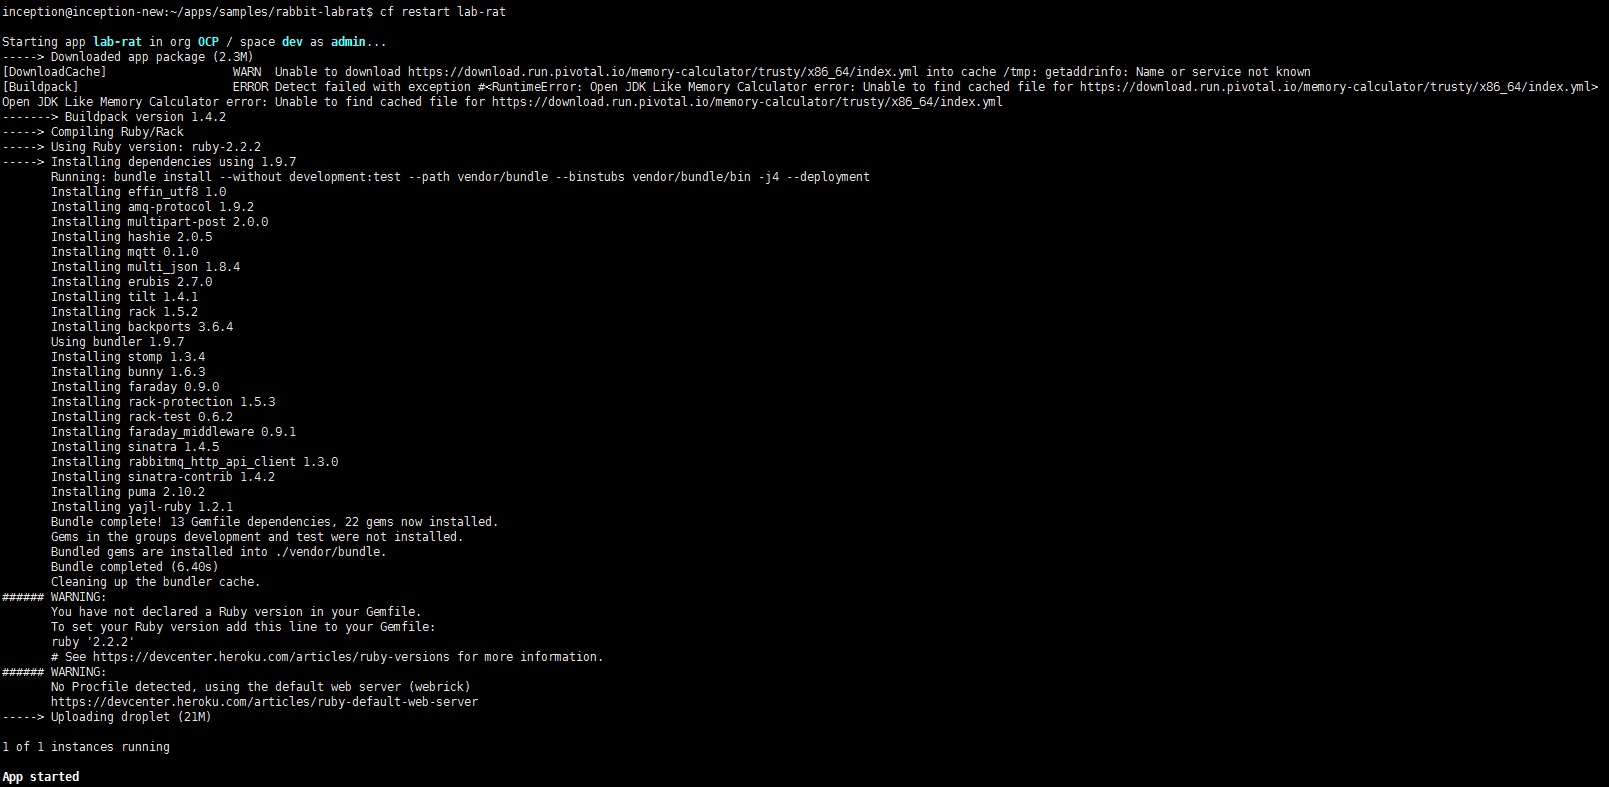 inception@inception-new:~/apps/samples/rabbit-labrat$ cf restart lab-rat
Starting app lab-rat in org OCP / space dev as admin...
-----> Downloaded app package (2.3M)
[DownloadCache]                  WARN  Unable to download https://download.run.pivotal.io/memory-calculator/trusty/x86_64/index.yml into cache /tmp: getaddrinfo: Name or service not known
[Buildpack]                      ERROR Detect failed with exception #<RuntimeError: Open JDK Like Memory Calculator error: Unable to find cached file for https://download.run.pivotal.io/memory-calculator/trusty/x86_64/index.yml>
Open JDK Like Memory Calculator error: Unable to find cached file for https://download.run.pivotal.io/memory-calculator/trusty/x86_64/index.yml
-------> Buildpack version 1.4.2
-----> Compiling Ruby/Rack
-----> Using Ruby version: ruby-2.2.2
-----> Installing dependencies using 1.9.7
       Running: bundle install --without development:test --path vendor/bundle --binstubs vendor/bundle/bin -j4 --deployment
       Installing effin_utf8 1.0
       Installing amq-protocol 1.9.2
       Installing multipart-post 2.0.0
       Installing hashie 2.0.5
       Installing mqtt 0.1.0
       Installing multi_json 1.8.4
       Installing erubis 2.7.0
       Installing tilt 1.4.1
       Installing rack 1.5.2
       Installing backports 3.6.4
       Using bundler 1.9.7
       Installing stomp 1.3.4
       Installing bunny 1.6.3
       Installing faraday 0.9.0
       Installing rack-protection 1.5.3
       Installing rack-test 0.6.2
       Installing faraday_middleware 0.9.1
       Installing sinatra 1.4.5
       Installing rabbitmq_http_api_client 1.3.0
       Installing sinatra-contrib 1.4.2
       Installing puma 2.10.2
       Installing yajl-ruby 1.2.1
       Bundle complete! 13 Gemfile dependencies, 22 gems now installed.
       Gems in the groups development and test were not installed.
       Bundled gems are installed into ./vendor/bundle.
       Bundle completed (6.40s)
       Cleaning up the bundler cache.
###### WARNING:
       You have not declared a Ruby version in your Gemfile.
       To set your Ruby version add this line to your Gemfile:
       ruby '2.2.2'
       # See https://devcenter.heroku.com/articles/ruby-versions for more information.
###### WARNING:
       No Procfile detected, using the default web server (webrick)
       https://devcenter.heroku.com/articles/ruby-default-web-server
-----> Uploading droplet (21M)
1 of 1 instances running
App started